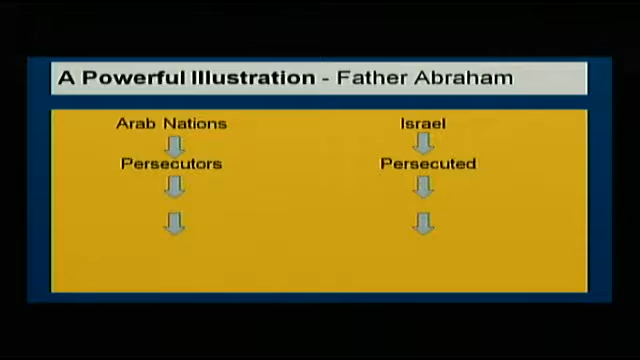 A Powerful Illustration - Father Abraham
Arab Nations Israel
Persecutors Persecuted